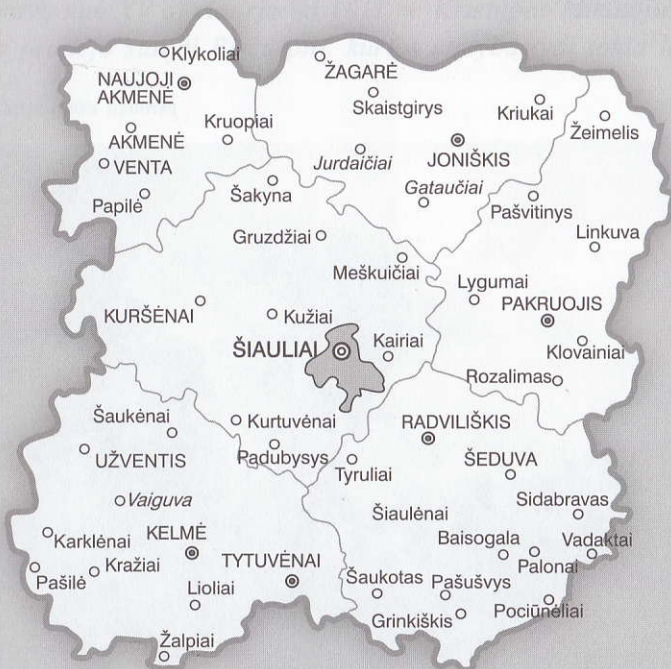 Klykoliai
NAUJOJI
AKMENĖ
ŽAGARĖ
Skaistgirys
Kriukai
Žeimelis
AKMENĖ
Kruopiai
VENTA
Jurdaičiai
JONIŠKIS
Papilė
Šakyna
Gataučiai
Pašvitinys
Gruzdžiai
Linkuva
Meškuičiai
KURŠĖNAI
Kužiai
Lygumai
PAKRUOJIS
ŠIAULIAI
Kairiai
Klovainiai
Rozalimas
Šaukėnai
Kurtuvėnai
RADVILIŠKIS
UŽVENTIS
Padubysys
Tyruliai
ŠEDUVA
Vaiguva
Šiaulėnai
Sidabravas
Karklėnai
KELMĖ
Baisogala
Vadaktai
Pašilė
Kražiai
TYTUVĖNAI
Palonai
Lioliai
Šaukotas
Pašušvys
Pociūnėliai
Grinkiškis
Žalpiai